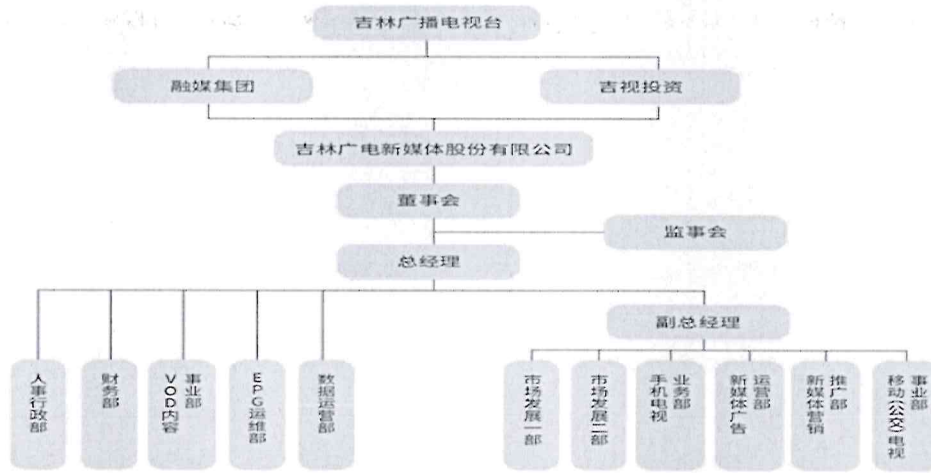 吉林广播电视台
融媒集团
吉视投资
吉林广电新媒体股份有限公司
董事会
监事会
总经理
副总经理
人事行政部
财务部
VOD内容
事业部
EPG运维部
数据运营部
市场发展一部
市场发展二部
手机电视
业务部
新媒体广告
运营部
新媒体营销
推广部
移动(公交)电视
事业部